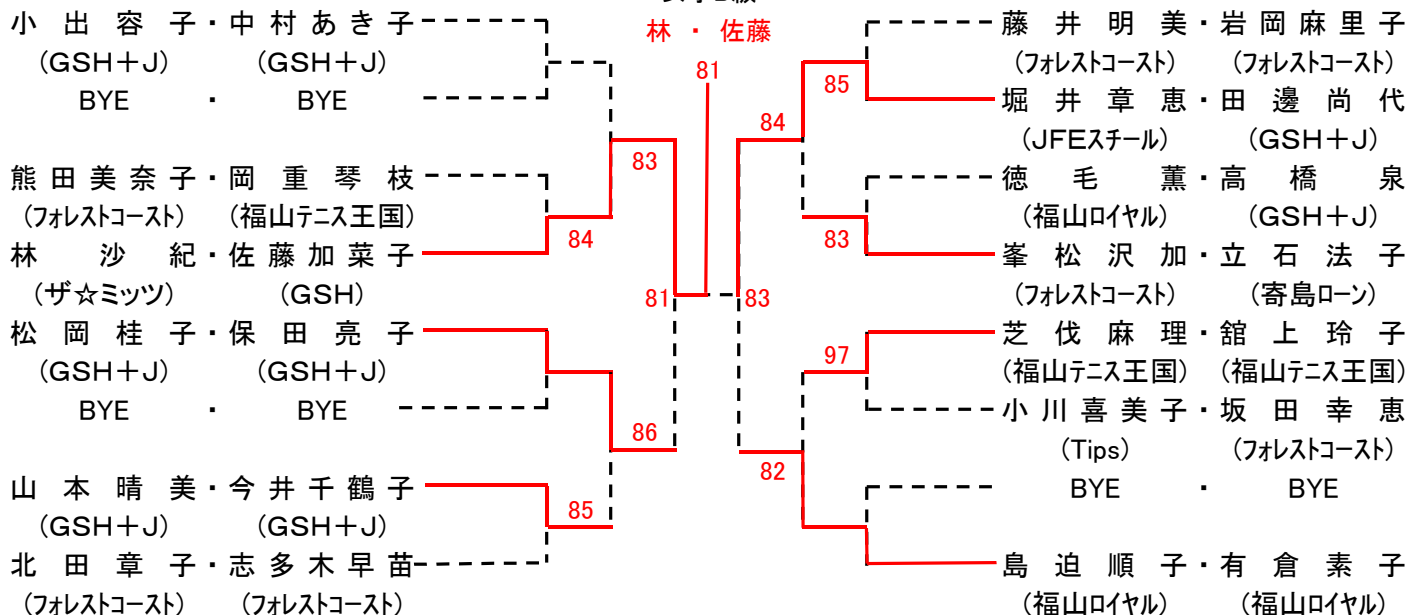 林 ・ 佐藤
81
小出容子・中村あき子
(GSH+J) (GSH+J)
BYE ・ BYE
83
熊田美奈子・岡重琴枝
(フォレストコースト) (福山テニス王国)
84
林沙紀・佐藤加菜子
(ザ☆ミッツ) (GSH)
81
松岡桂子・保田亮子
(GSH+J) (GSH+J)
BYE ・ BYE
86
山本晴美・今井千鶴子
(GSH+J) (GSH+J)
85
北田章子・志多木早苗
(フォレストコースト) (フォレストコースト)
藤井明美・岩岡麻里子
(フォレストコースト) (フォレストコースト)
85
堀井章恵・田邊尚代
(JFEスチール) (GSH+J)
84
徳毛薫・高橋泉
(福山ロイヤル) (GSH+J)
83
峯松沢加・立石法子
(フォレストコースト) (寄島ローン)
83
芝伐麻理・舘上玲子
(福山テニス王国) (福山テニス王国)
97
小川喜美子・坂田幸恵
(Tips) (フォレストコースト)
82
BYE ・ BYE
島迫順子・有倉素子
(福山ロイヤル) (福山ロイヤル)